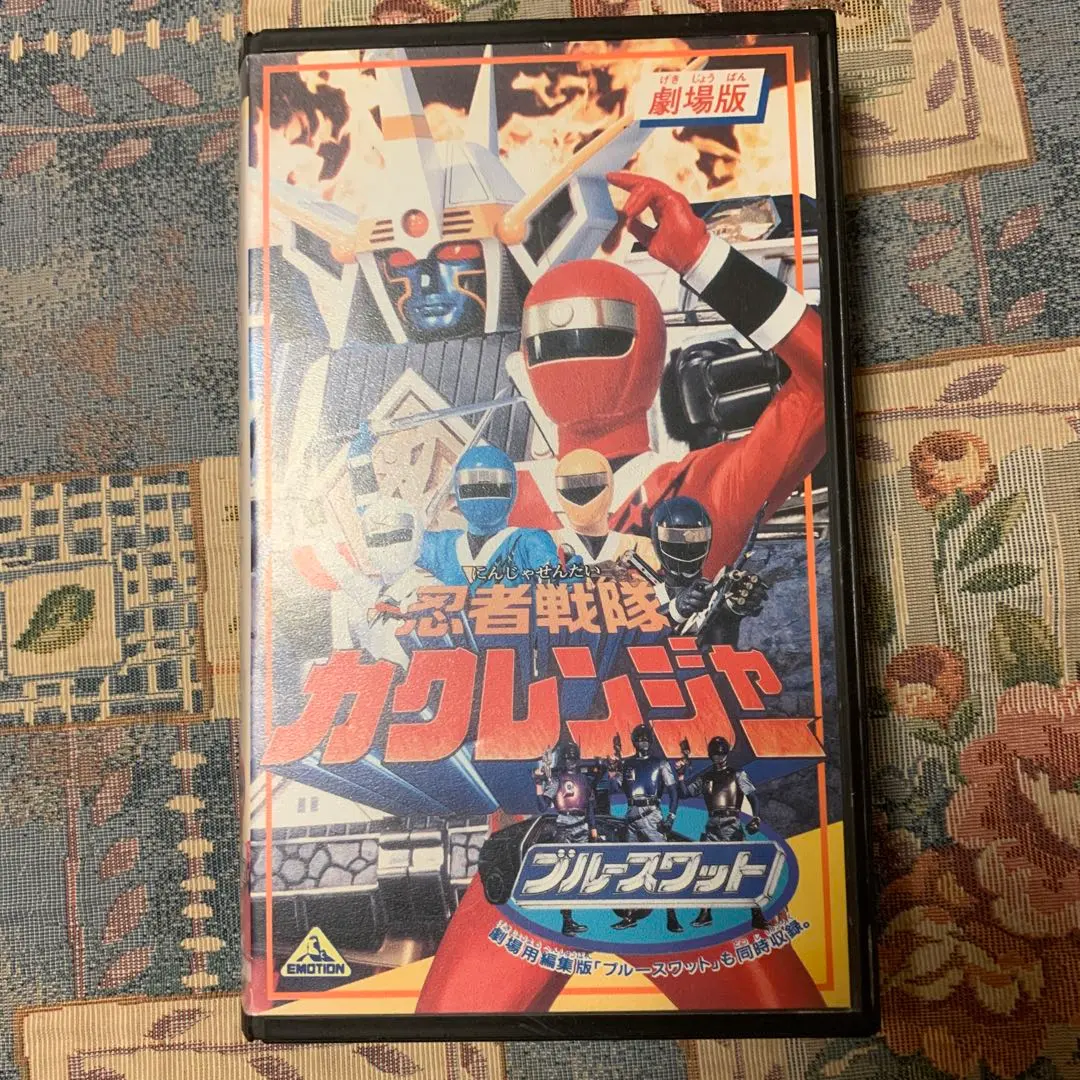 げき じょう ばん
劇場版
にんじゃせんたい
忍者戦隊
カクレンジャー
9
ブルースワット
劇場用編集版「ブルースワット」も同時収録。
EMOTION